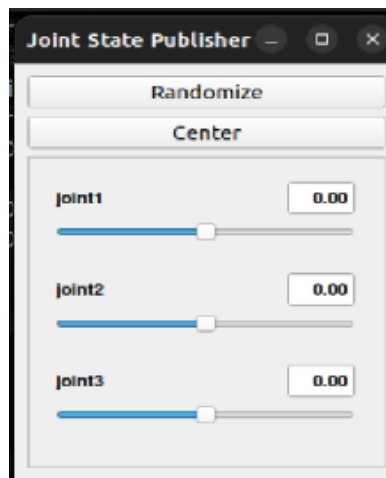 Joint State Publisher
Randomize
Center
joint1 0.00
joint2 0.00
joint3 0.00